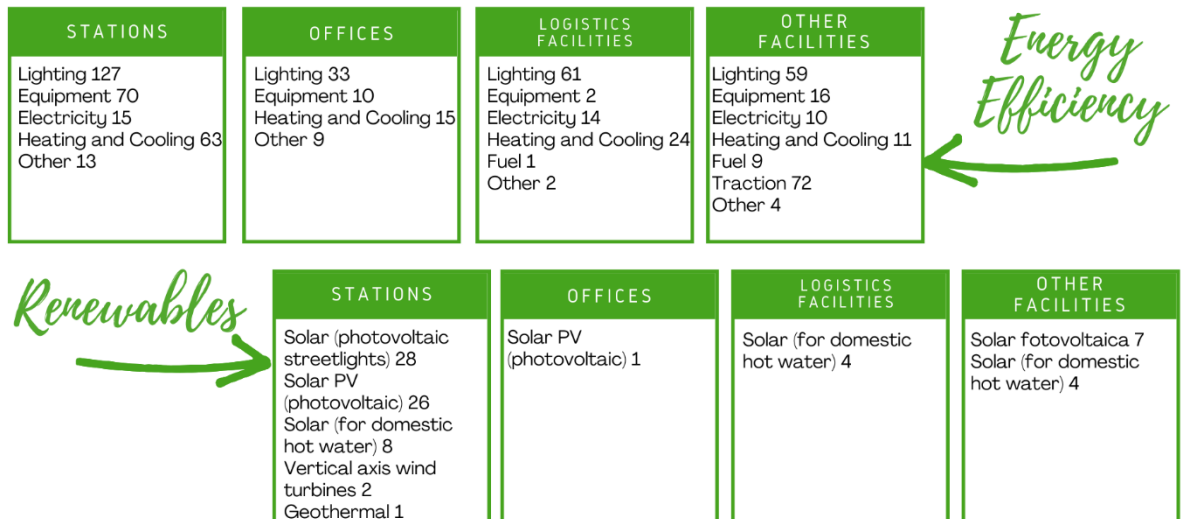 STATIONS
Lighting 127
Equipment 70
Electricity 15
Heating and Cooling 63
Other 13
OFFICES
Lighting 33
Equipment 10
Heating and Cooling 15
Other 9
LOGISTICS
FACILITIES
Lighting 61
Equipment 2
Electricity 14
Heating and Cooling 24
Fuel 1
Other 2
OTHER
FACILITIES
Lighting 59
Equipment 16
Electricity 10
Heating and Cooling 11
Fuel 9
Traction 72
Other 4
Energy
Efficiency
Renewables
STATIONS
Solar (photovoltaic
streetlights) 28
Solar PV
(photovoltaic) 26
Solar (for domestic
hot water) 8
Vertical axis wind
turbines 2
Geothermal 1
OFFICES
Solar PV
(photovoltaic) 1
LOGISTICS
FACILITIES
Solar (for domestic
hot water) 4
OTHER
FACILITIES
Solar fotovoltaica 7
Solar (for domestic
hot water) 4